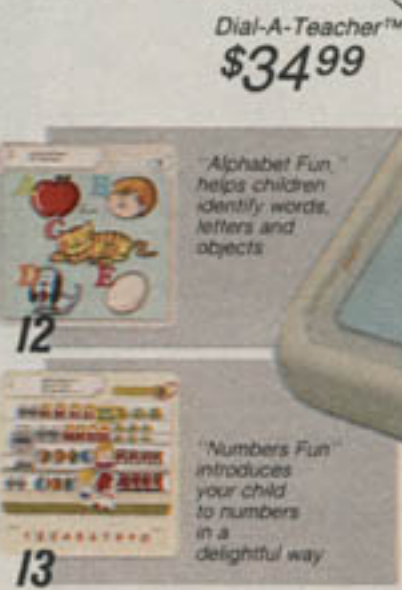 Dial-A-Teacher™
$34 99
"Alphabet Fun,"
helps children
identify words,
letters and
objects
A
B
C
D
E
12
"Numbers Fun"
introduces
your child
to numbers
in a
delightful way
13